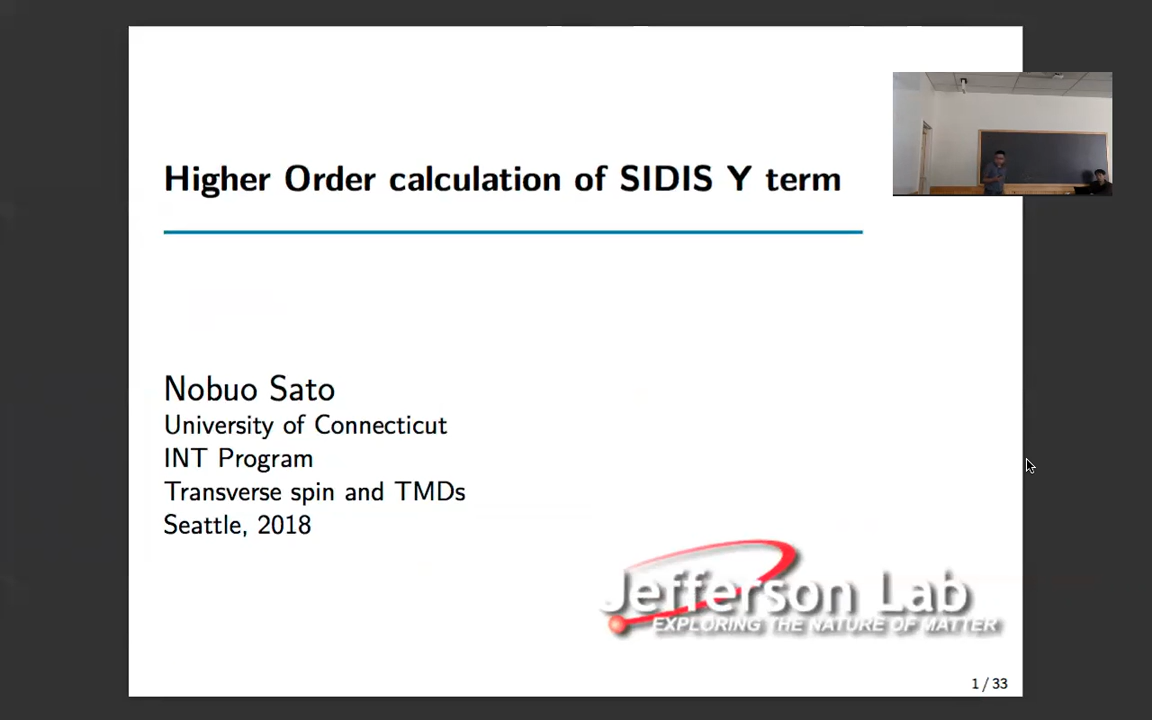 Higher Order calculation of SIDIS Y term
Nobuo Sato
University of Connecticut
INT Program
Transverse spin and TMDs
Seattle, 2018
Jefferson Lab
EXPLORING THE NATURE OF MATTER
1 / 33